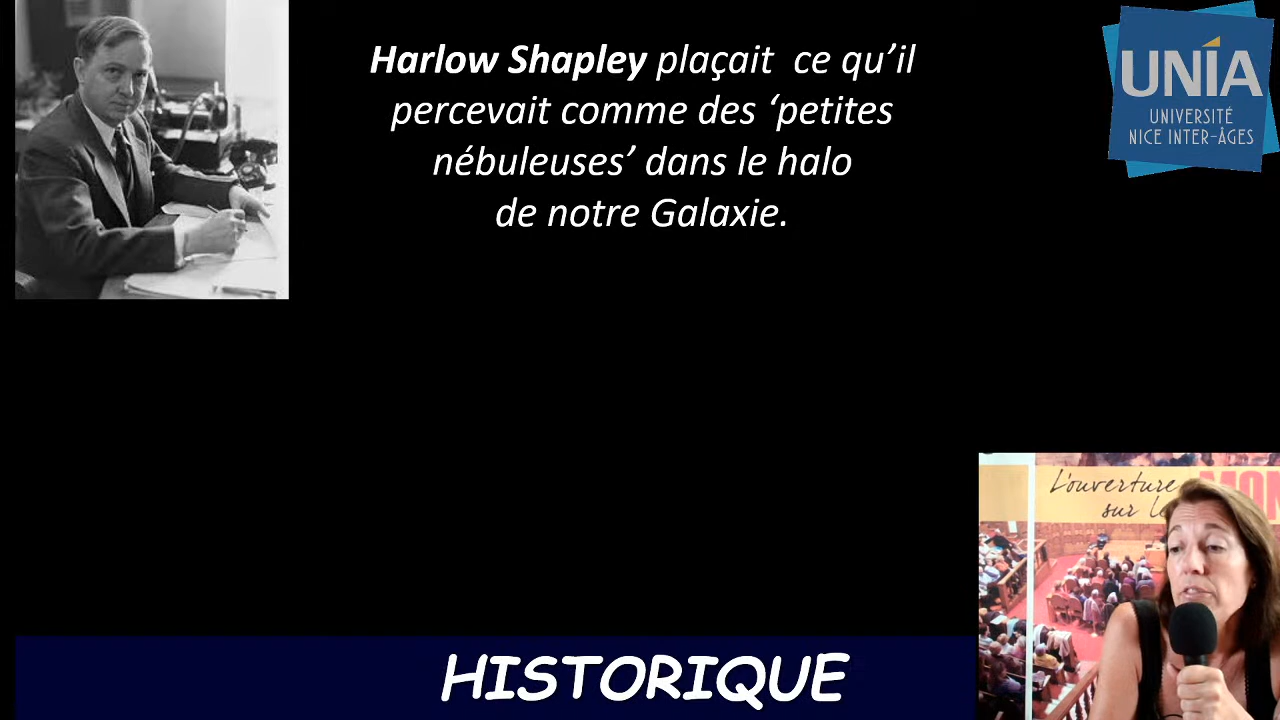 Harlow Shapley plaçait  ce qu’il
percevait comme des ‘petites
nébuleuses’ dans le halo
de notre Galaxie.
UNIA
UNIVERSITÉ
NICE INTER-ÂGES
L'ouverture
sur le
HISTORIQUE